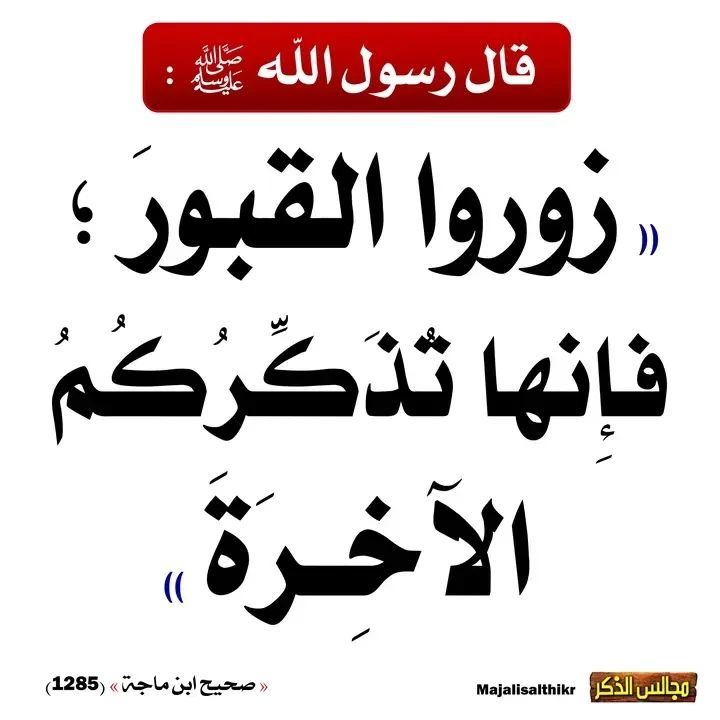 قال رسول الله ﷺ :
(( زوروا القبورَ ؛
فإِنها تُذَكِّرُكُمُ
الآخِرَةَ ))
« صحيح ابن ماجة » (1285)
Majalisalthikr مجالس الذكر